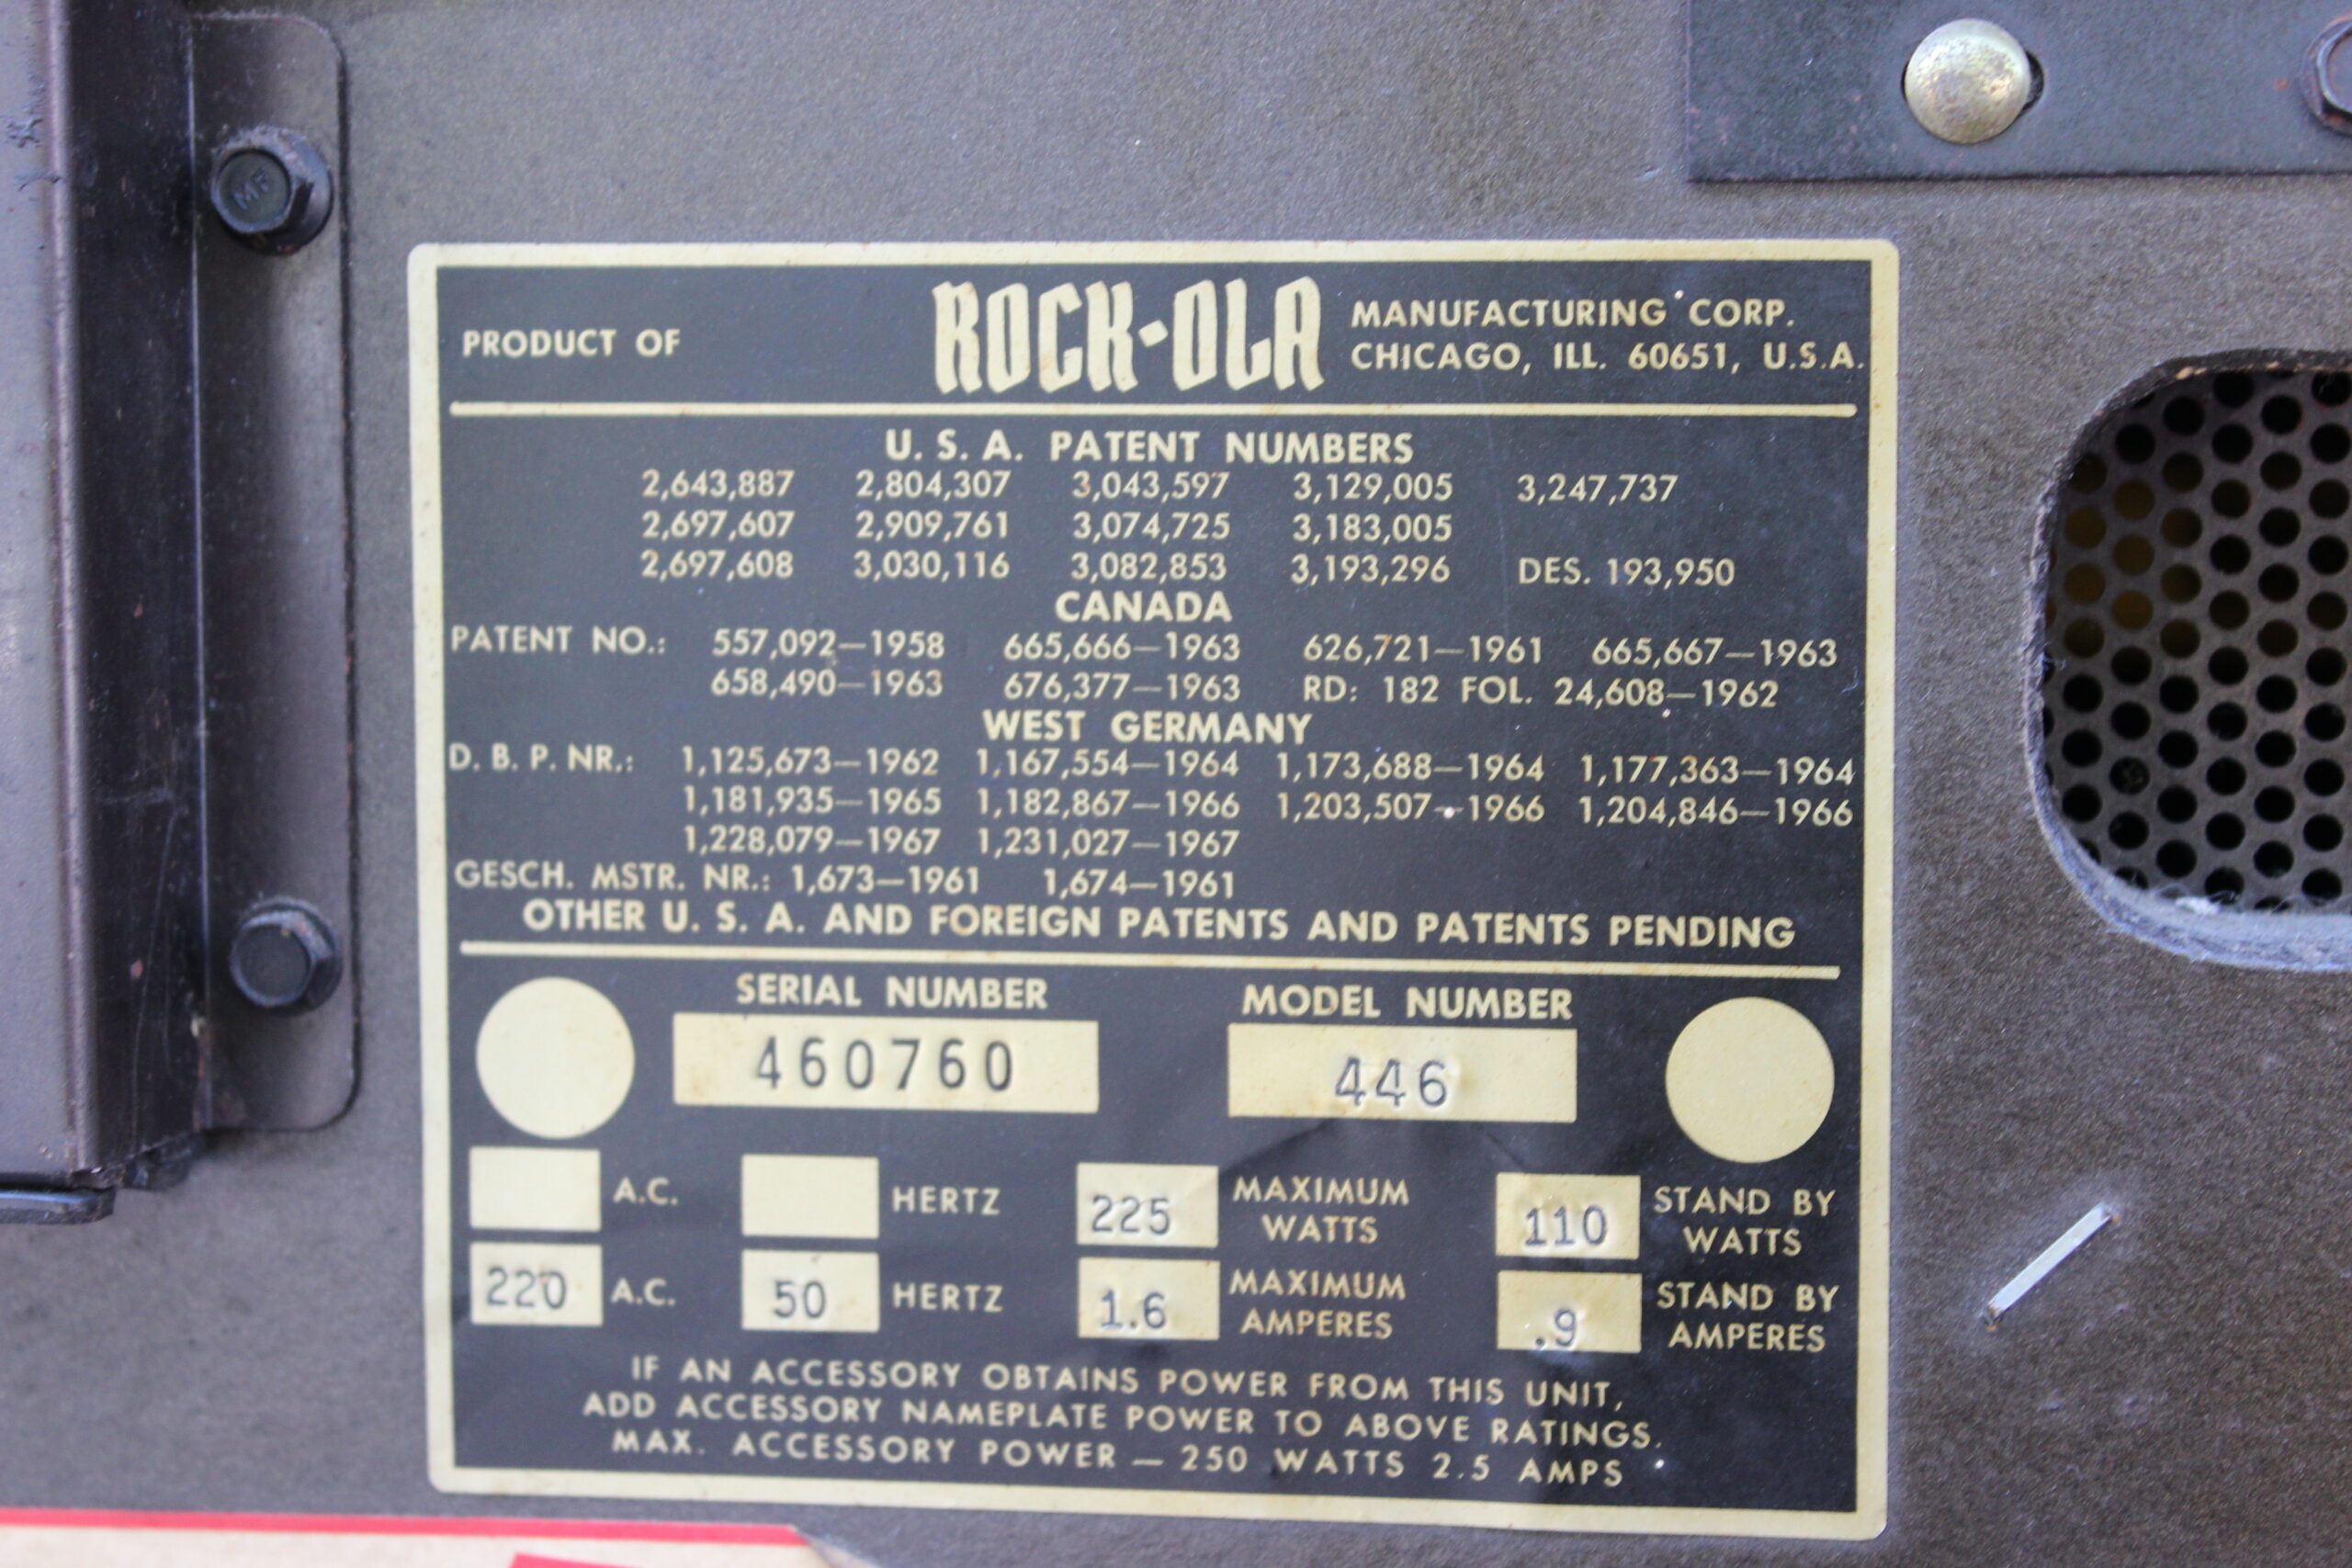 PRODUCT OF ROCK-OLA MANUFACTURING CORP.
CHICAGO, ILL. 60651, U.S.A.
U. S. A. PATENT NUMBERS
2,643,887 2,804,307 3,043,597 3,129,005 3,247,737
2,697,607 2,909,761 3,074,725 3,183,005
2,697,608 3,030,116 3,082,853 3,193,296 DES. 193,950
CANADA
PATENT NO.: 557,092—1958 665,666—1963 626,721—1961 665,667—1963
658,490—1963 676,377—1963 RD: 182 FOL. 24,608—1962
WEST GERMANY
D. B. P. NR.: 1,125,673—1962 1,167,554—1964 1,173,688—1964 1,177,363—1964
1,181,935—1965 1,182,867—1966 1,203,507—1966 1,204,846—1966
1,228,079—1967 1,231,027—1967
GESCH. MSTR. NR.: 1,673—1961 1,674—1961
OTHER U. S. A. AND FOREIGN PATENTS AND PATENTS PENDING
SERIAL NUMBER MODEL NUMBER
460760 446
A.C. HERTZ 225 MAXIMUM WATTS 110 STAND BY WATTS
220 A.C. 50 HERTZ 1.6 MAXIMUM AMPERES .9 STAND BY AMPERES
IF AN ACCESSORY OBTAINS POWER FROM THIS UNIT,
ADD ACCESSORY NAMEPLATE POWER TO ABOVE RATINGS.
MAX. ACCESSORY POWER — 250 WATTS 2.5 AMPS